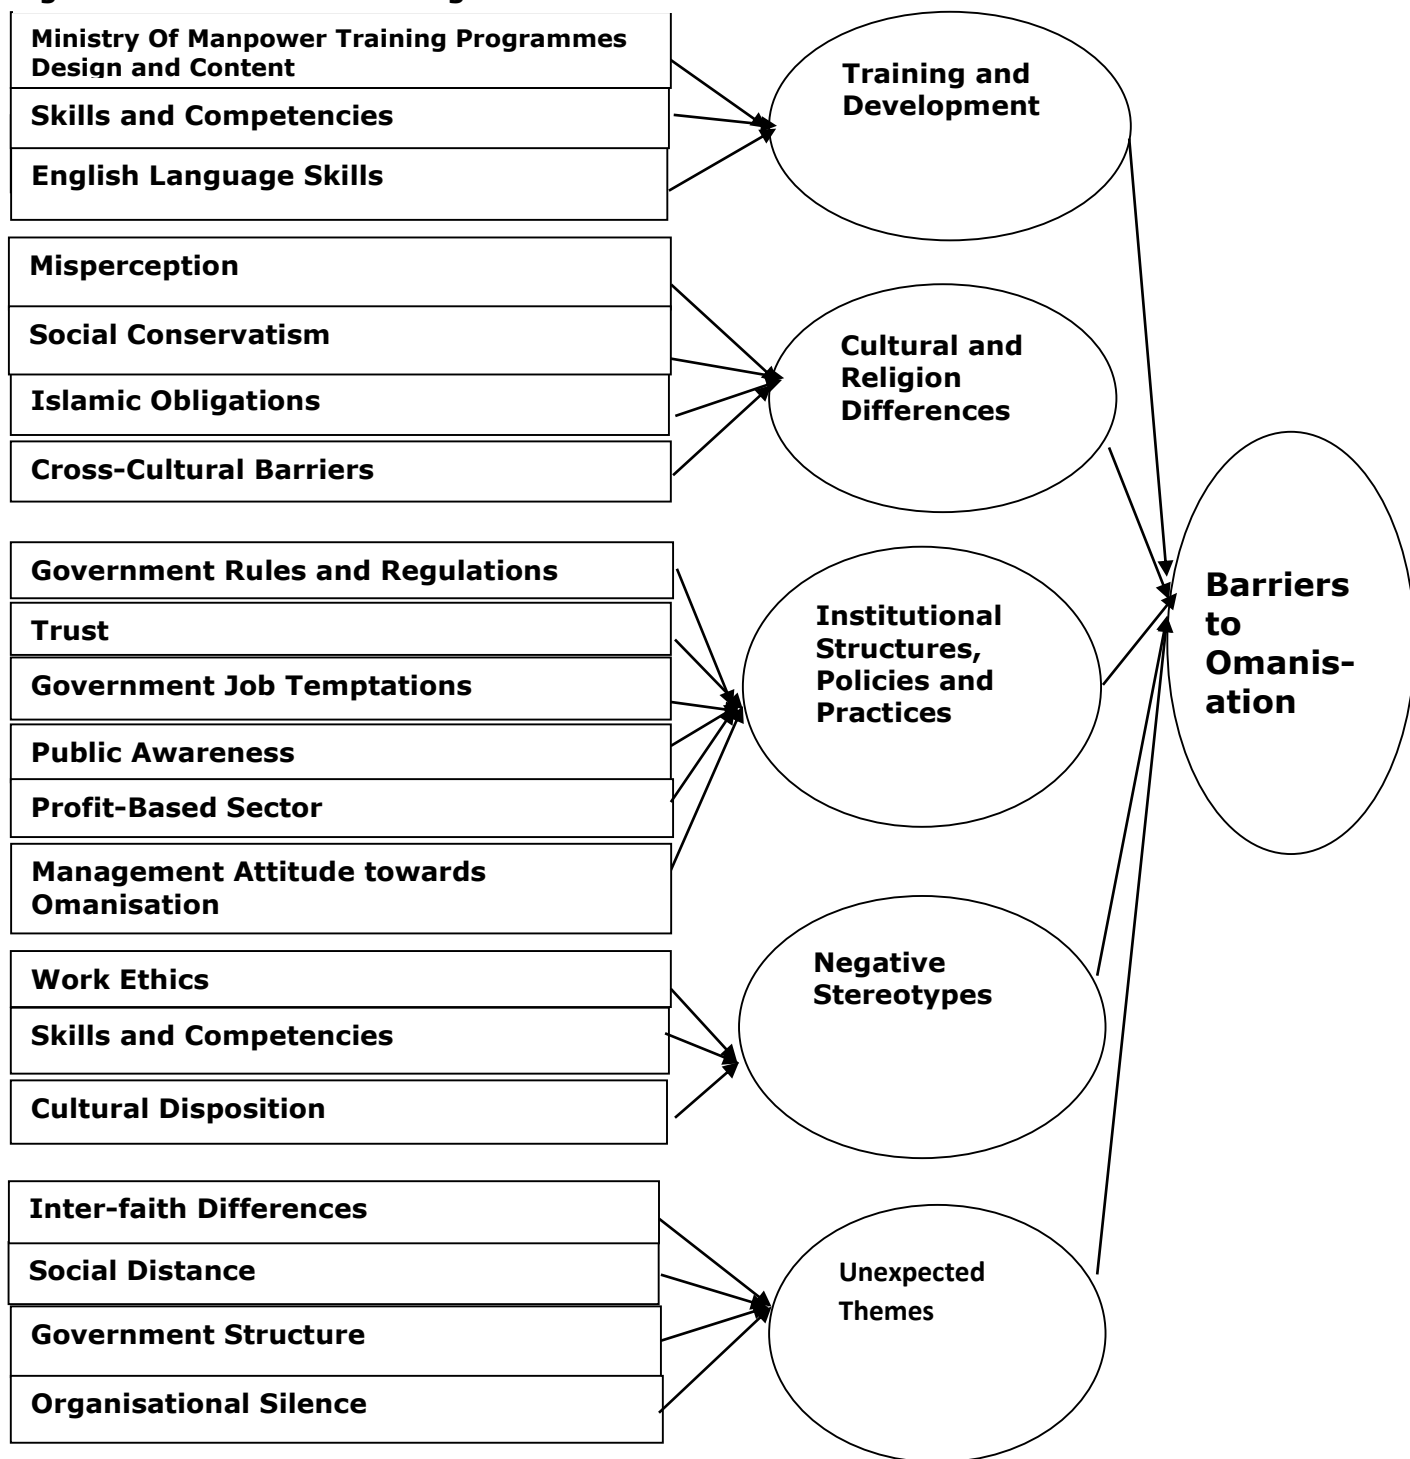 Ministry Of Manpower Training Programmes
Design and Content
Skills and Competencies
English Language Skills
Training and
Development
Misperception
Social Conservatism
Islamic Obligations
Cross-Cultural Barriers
Cultural and
Religion
Differences
Government Rules and Regulations
Trust
Government Job Temptations
Public Awareness
Profit-Based Sector
Management Attitude towards
Omanisation
Institutional
Structures,
Policies and
Practices
Work Ethics
Skills and Competencies
Cultural Disposition
Negative
Stereotypes
Inter-faith Differences
Social Distance
Government Structure
Organisational Silence
Unexpected
Themes
Barriers
to
Omanis-
ation